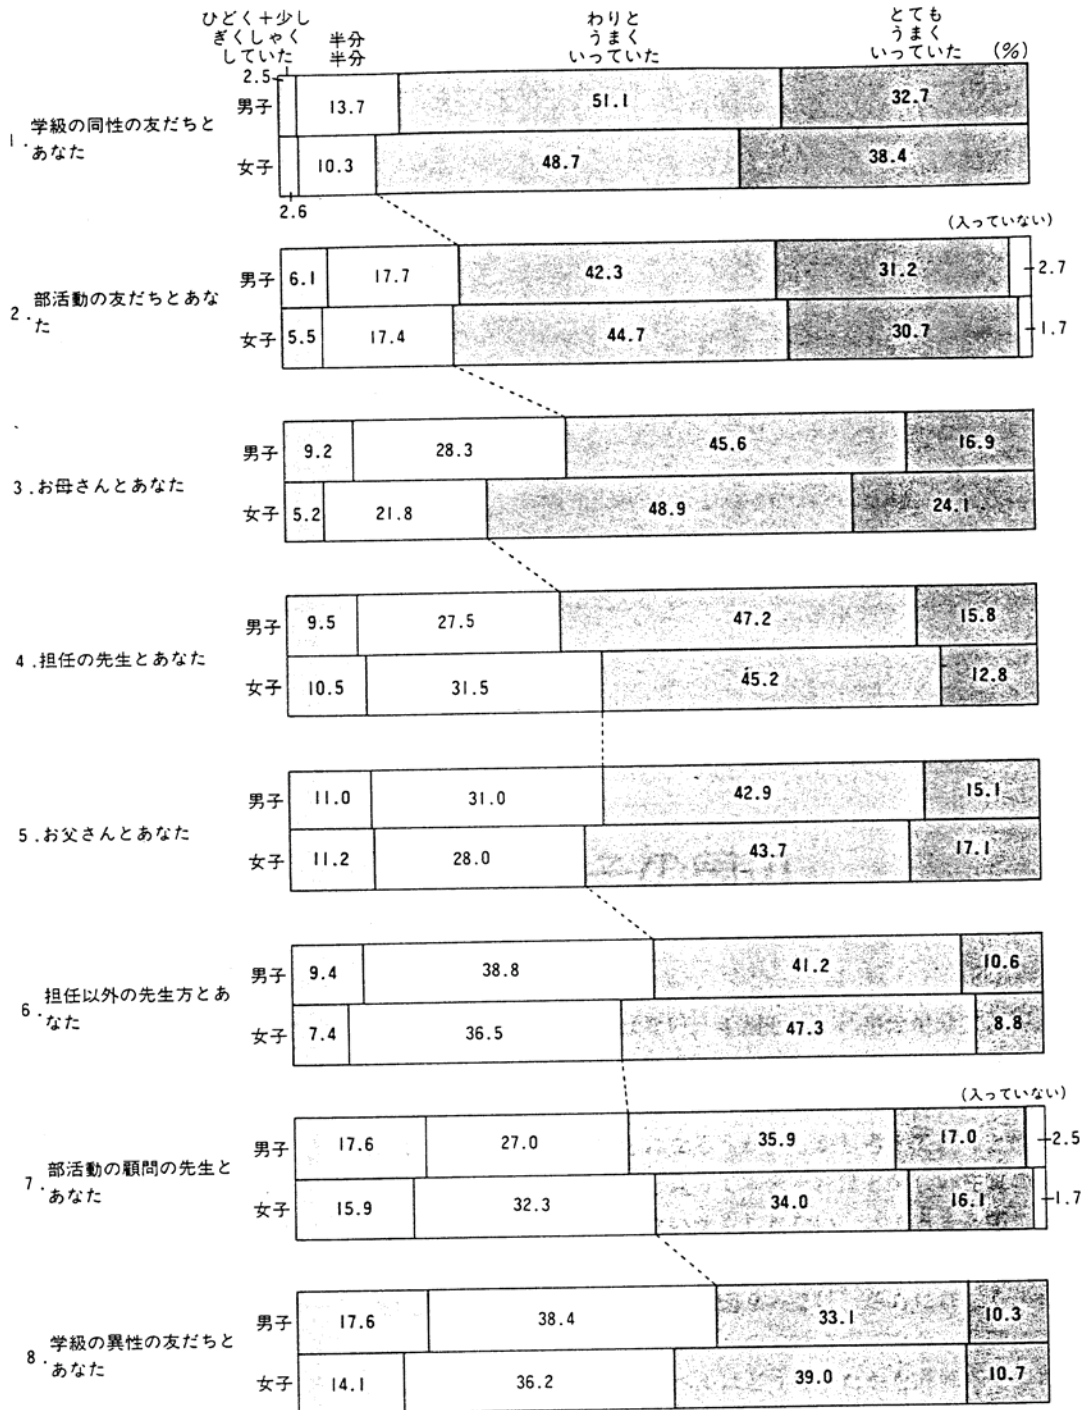 ひどく＋少し
ぎくしゃく
していた
半分
半分
わりと
うまく
いっていた
とても
うまく
いっていた
(%)
1.学級の同性の友だちと
あなた
2.5
男子 13.7 51.1 32.7
女子 10.3 48.7 38.4
2.6
(入っていない)
2.部活動の友だちとあな
た
男子 6.1 17.7 42.3 31.2 2.7
女子 5.5 17.4 44.7 30.7 1.7
3.お母さんとあなた
男子 9.2 28.3 45.6 16.9
女子 5.2 21.8 48.9 24.1
4.担任の先生とあなた
男子 9.5 27.5 47.2 15.8
女子 10.5 31.5 45.2 12.8
5.お父さんとあなた
男子 11.0 31.0 42.9 15.1
女子 11.2 28.0 43.7 17.1
6.担任以外の先生方とあ
なた
男子 9.4 38.8 41.2 10.6
女子 7.4 36.5 47.3 8.8
(入っていない)
7.部活動の顧問の先生と
あなた
男子 17.6 27.0 35.9 17.0 2.5
女子 15.9 32.3 34.0 16.1 1.7
8.学級の異性の友だちと
あなた
男子 17.6 38.4 33.1 10.3
女子 14.1 36.2 39.0 10.7